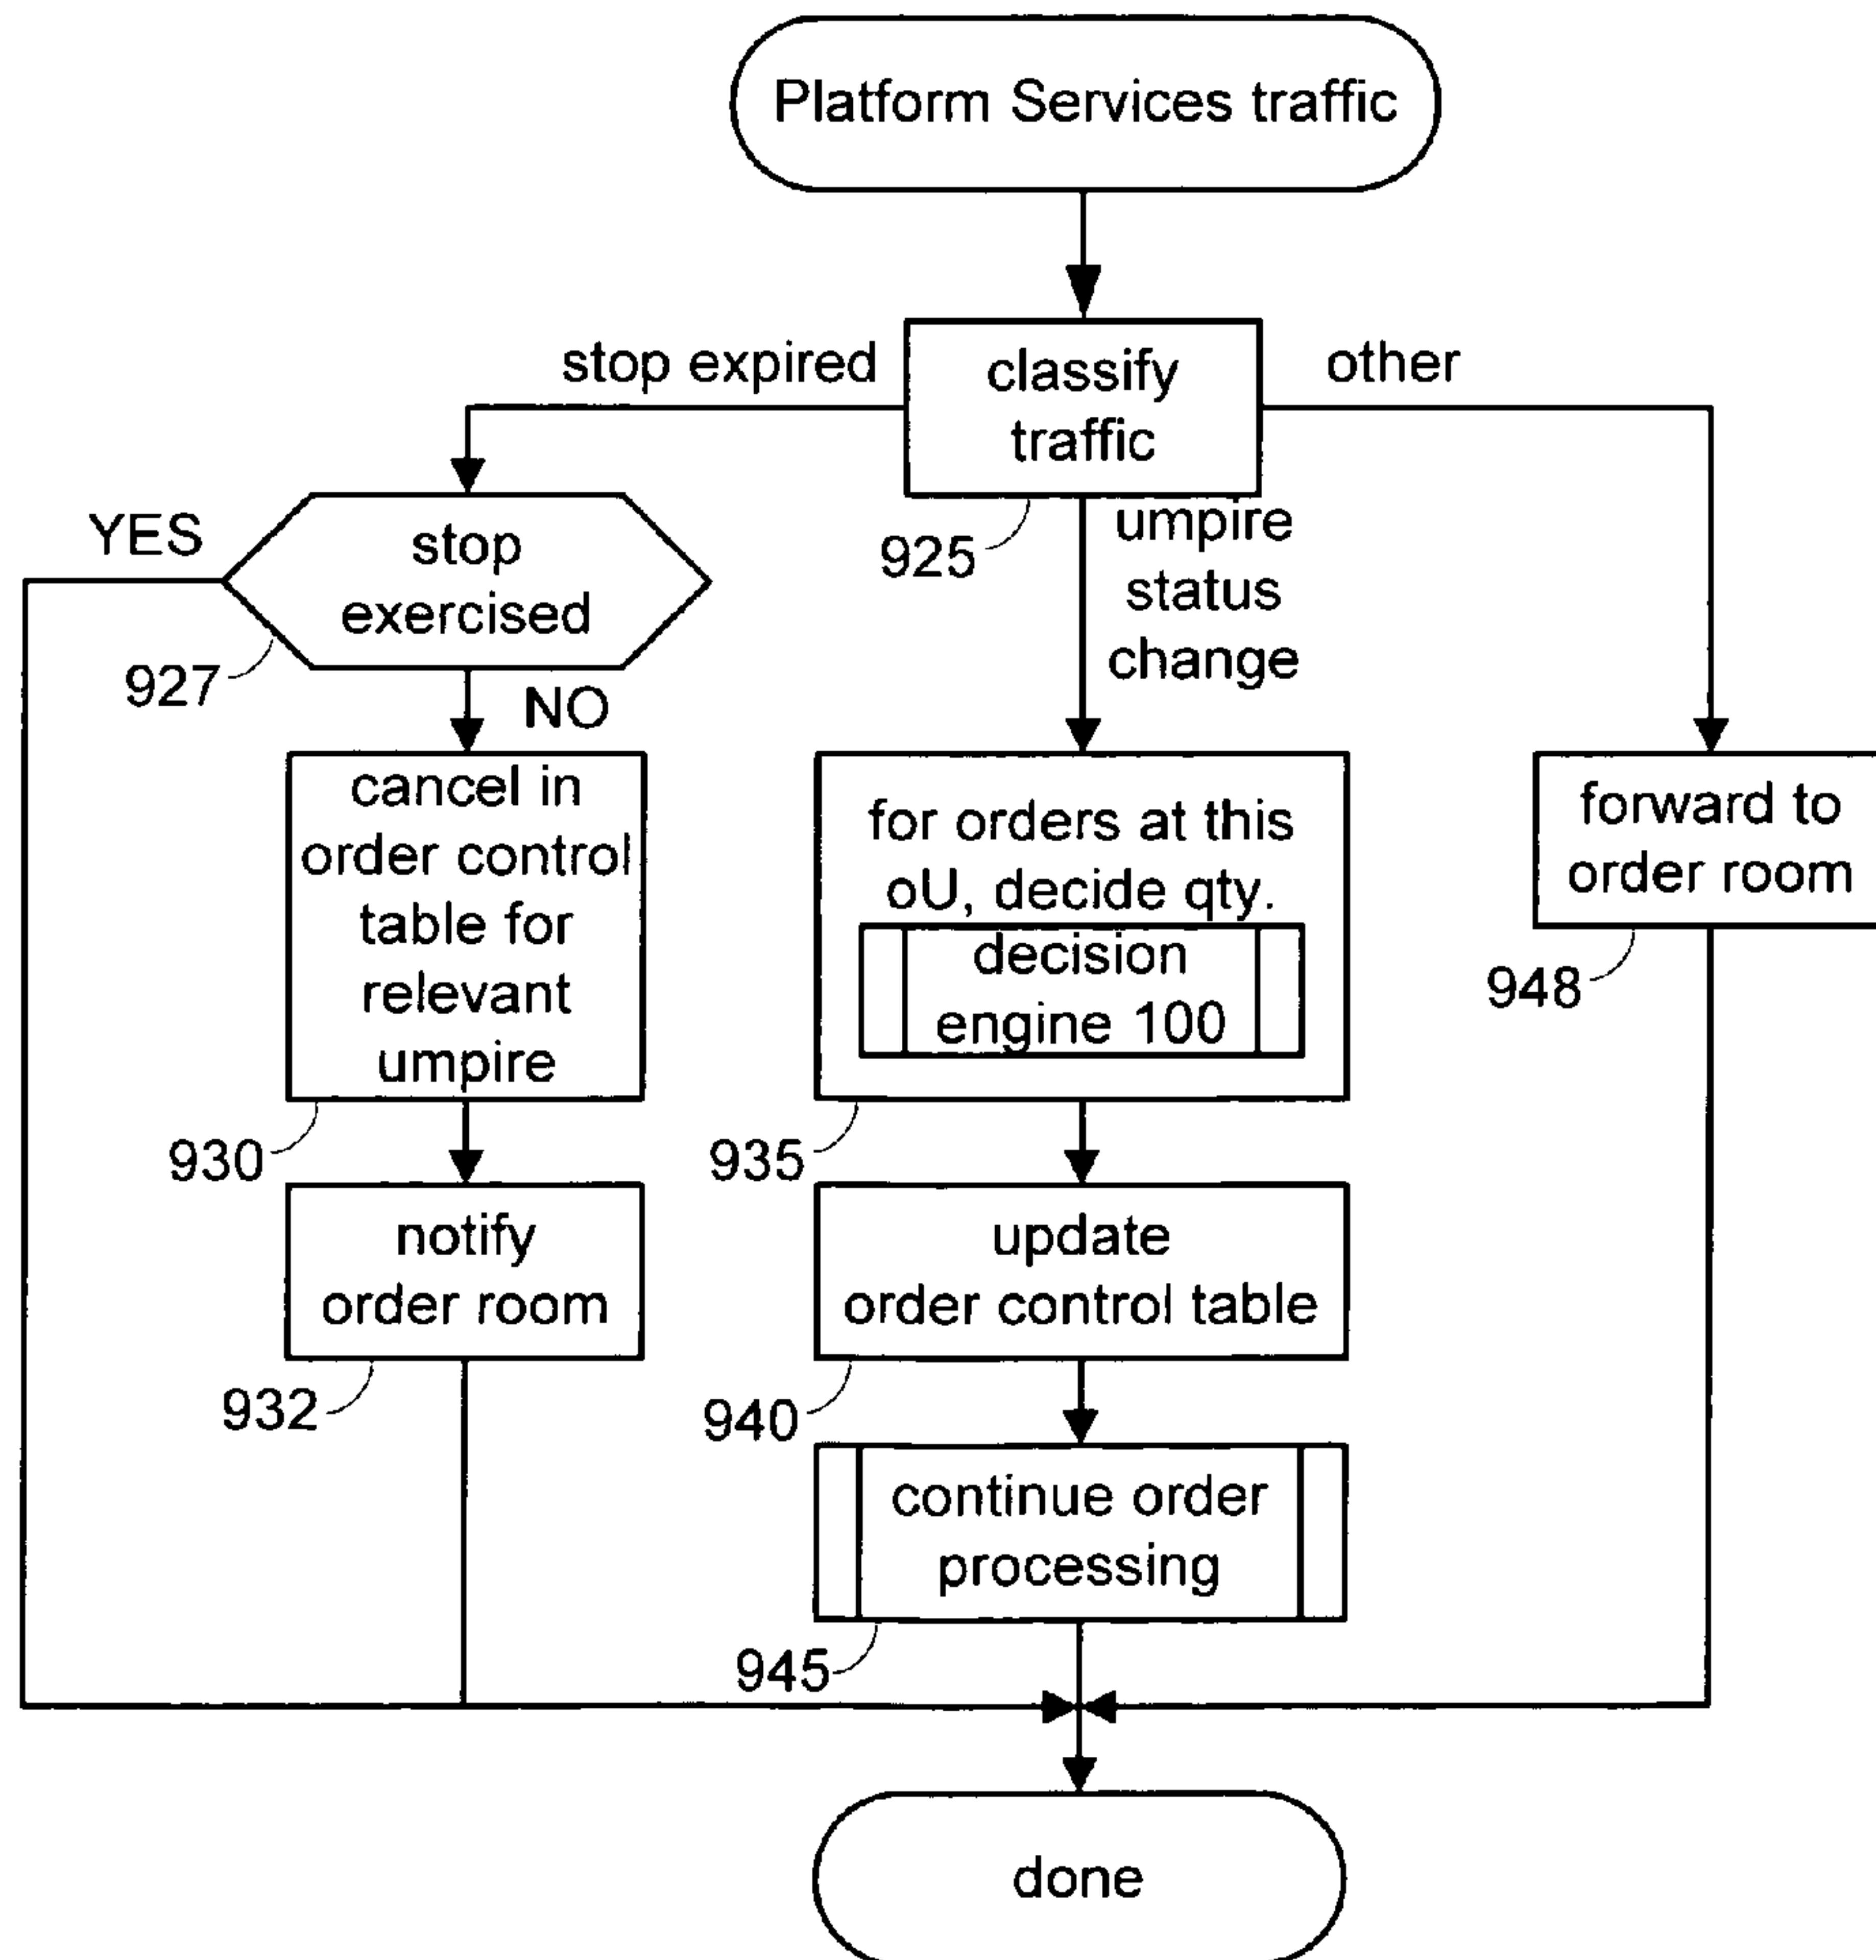 Platform Services traffic
stop expired
classify
traffic
other
925
YES
stop
exercised
927
NO
umpire
status
change
cancel in
order control
table for
relevant
umpire
930
for orders at this
oU, decide qty.
decision
engine 100
935
forward to
order room
948
notify
order room
932
update
order control table
940
continue order
processing
945
done